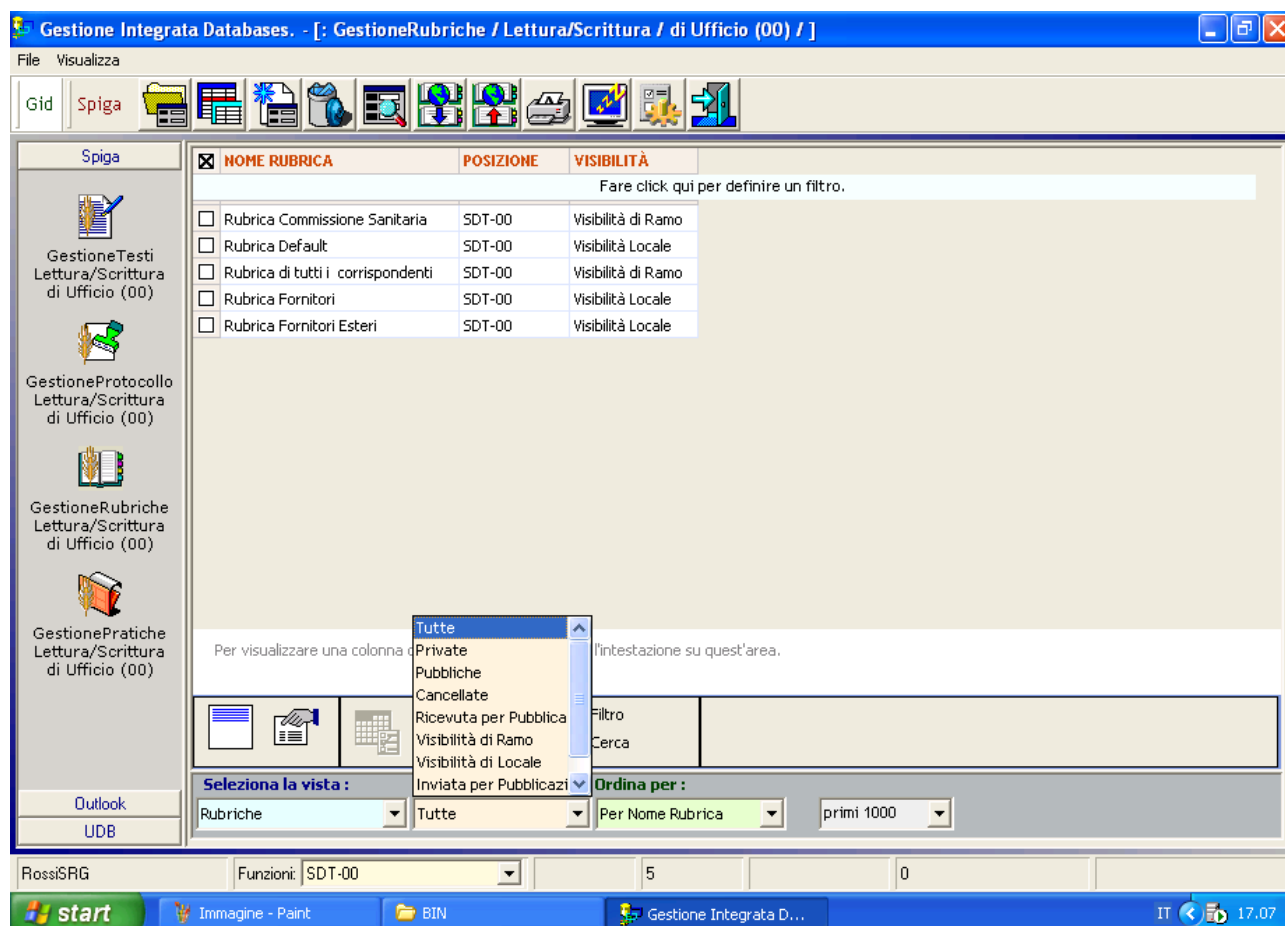 Gestione Integrata Databases. - [: GestioneRubriche / Lettura/Scrittura / di Ufficio (00) / ]
File Visualizza
Gid Spiga
Spiga
GestioneTesti
Lettura/Scrittura
di Ufficio (00)
GestioneProtocollo
Lettura/Scrittura
di Ufficio (00)
GestioneRubriche
Lettura/Scrittura
di Ufficio (00)
GestionePratiche
Lettura/Scrittura
di Ufficio (00)
Outlook
UDB
NOME RUBRICA POSIZIONE VISIBILITÀ
Fare click qui per definire un filtro.
Rubrica Commissione Sanitaria SDT-00 Visibilità di Ramo
Rubrica Default SDT-00 Visibilità Locale
Rubrica di tutti i corrispondenti SDT-00 Visibilità di Ramo
Rubrica Fornitori SDT-00 Visibilità Locale
Rubrica Fornitori Esteri SDT-00 Visibilità Locale
Per visualizzare una colonna l'intestazione su quest'area.
Tutte
Private
Pubbliche
Cancellate
Ricevuta per Pubblica
Visibilità di Ramo
Visibilità di Locale
Inviata per Pubblicazi
Filtro
Cerca
Seleziona la vista : Ordina per :
Rubriche Tutte Per Nome Rubrica primi 1000
RossiSRG Funzioni: SDT-00 5 0
start Immagine - Paint BIN Gestione Integrata D... IT 17.07